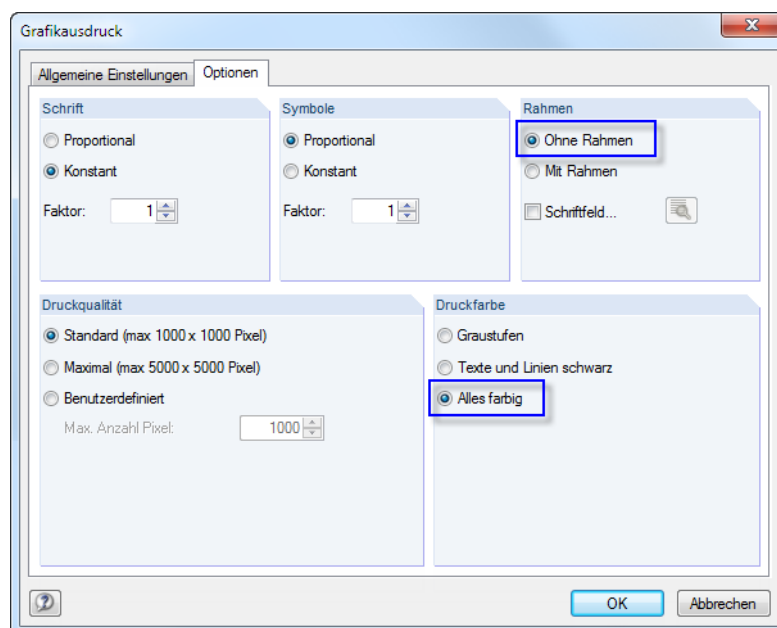 Grafikausdruck
Allgemeine Einstellungen Optionen
Schrift
Proportional
Konstant
Faktor: 1
Symbole
Proportional
Konstant
Faktor: 1
Rahmen
Ohne Rahmen
Mit Rahmen
Schriftfeld...
Druckqualität
Standard (max 1000 x 1000 Pixel)
Maximal (max 5000 x 5000 Pixel)
Benutzerdefiniert
Max. Anzahl Pixel: 1000
Druckfarbe
Graustufen
Texte und Linien schwarz
Alles farbig
OK Abbrechen